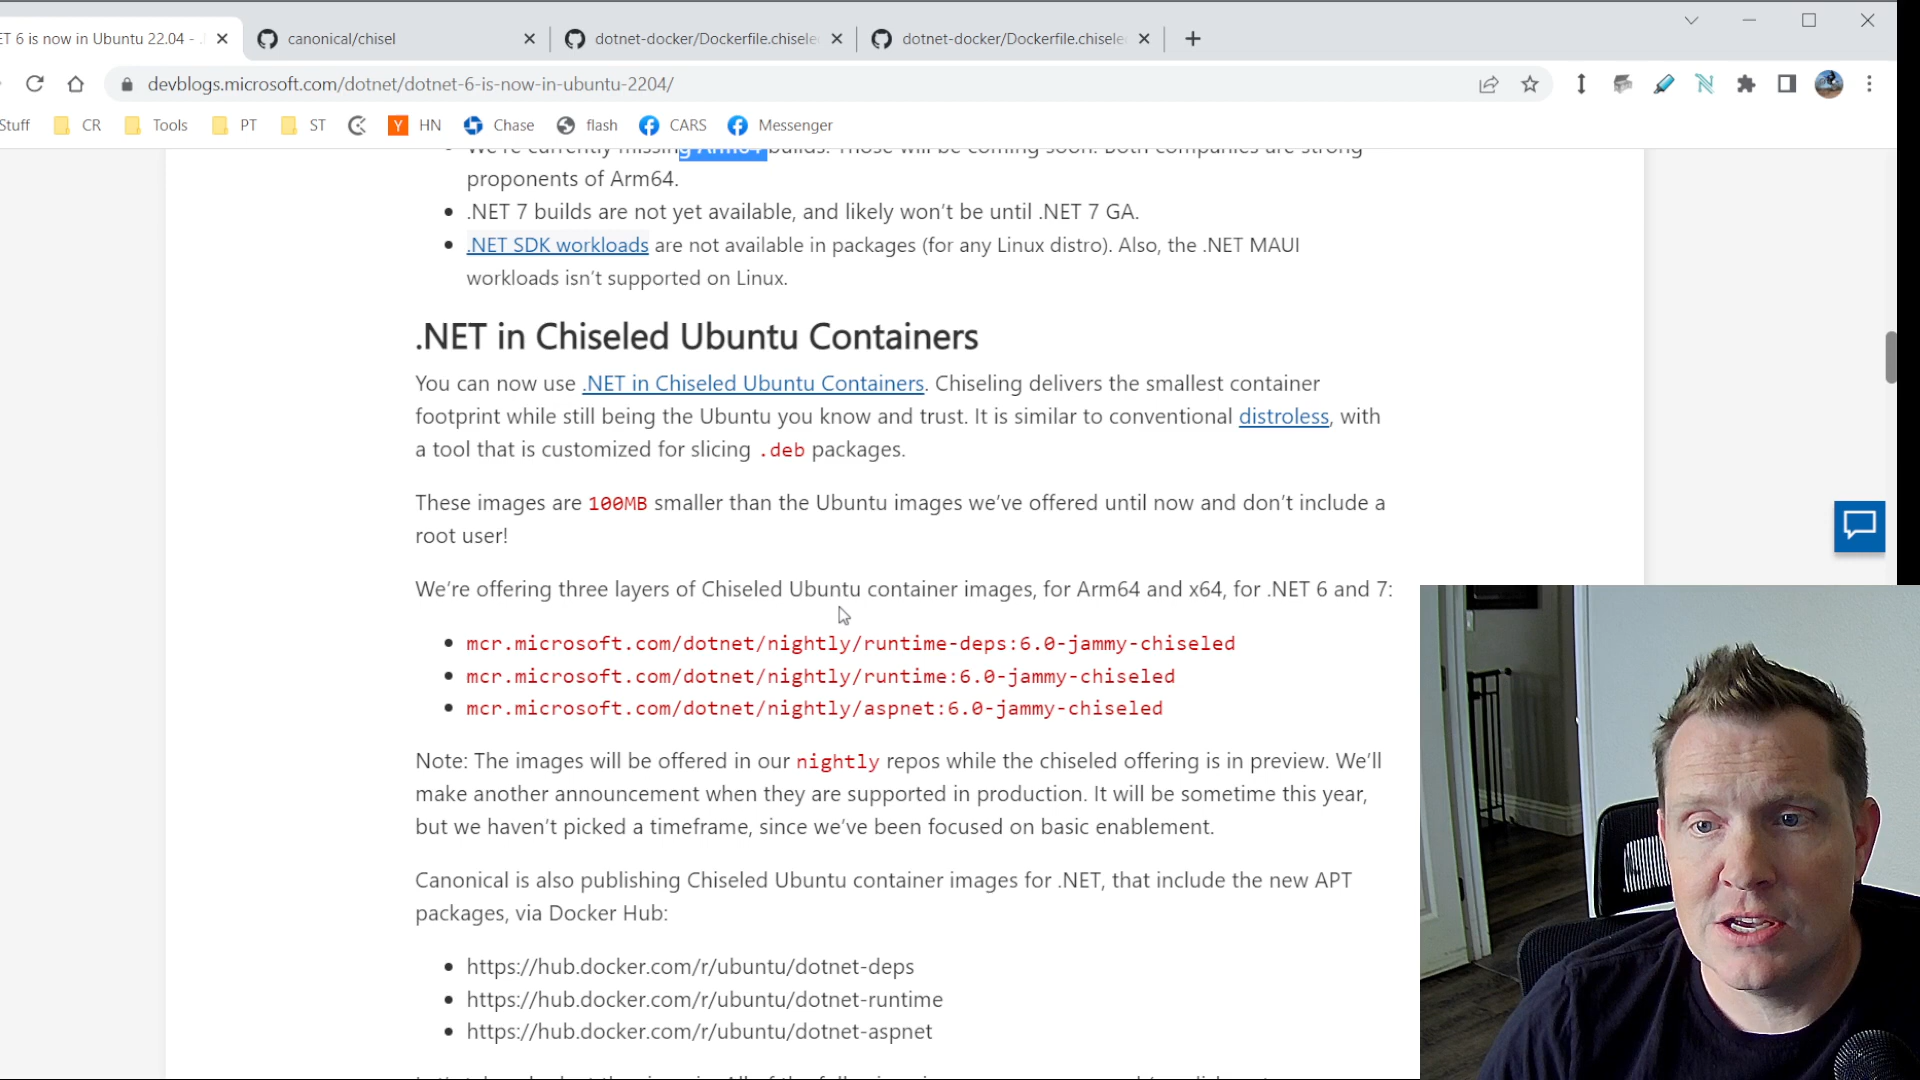 ET 6 is now in Ubuntu 22.04 -
canonical/chisel
dotnet-docker/Dockerfile.chisele
dotnet-docker/Dockerfile.chisele
devblogs.microsoft.com/dotnet/dotnet-6-is-now-in-ubuntu-2204/
Stuff
CR
Tools
PT
ST
Y HN
Chase
flash
CARS
Messenger
We're currently missing Arm64 builds. Those will be coming soon. Both companies are strong
proponents of Arm64.
.NET 7 builds are not yet available, and likely won't be until .NET 7 GA.
.NET SDK workloads are not available in packages (for any Linux distro). Also, the .NET MAUI
workloads isn't supported on Linux.
.NET in Chiseled Ubuntu Containers
You can now use .NET in Chiseled Ubuntu Containers. Chiseling delivers the smallest container
footprint while still being the Ubuntu you know and trust. It is similar to conventional distroless, with
a tool that is customized for slicing .deb packages.
These images are 100MB smaller than the Ubuntu images we've offered until now and don't include a
root user!
We're offering three layers of Chiseled Ubuntu container images, for Arm64 and x64, for .NET 6 and 7:
mcr.microsoft.com/dotnet/nightly/runtime-deps:6.0-jammy-chiseled
mcr.microsoft.com/dotnet/nightly/runtime:6.0-jammy-chiseled
mcr.microsoft.com/dotnet/nightly/aspnet:6.0-jammy-chiseled
Note: The images will be offered in our nightly repos while the chiseled offering is in preview. We'll
make another announcement when they are supported in production. It will be sometime this year,
but we haven't picked a timeframe, since we've been focused on basic enablement.
Canonical is also publishing Chiseled Ubuntu container images for .NET, that include the new APT
packages, via Docker Hub:
https://hub.docker.com/r/ubuntu/dotnet-deps
https://hub.docker.com/r/ubuntu/dotnet-runtime
https://hub.docker.com/r/ubuntu/dotnet-aspnet